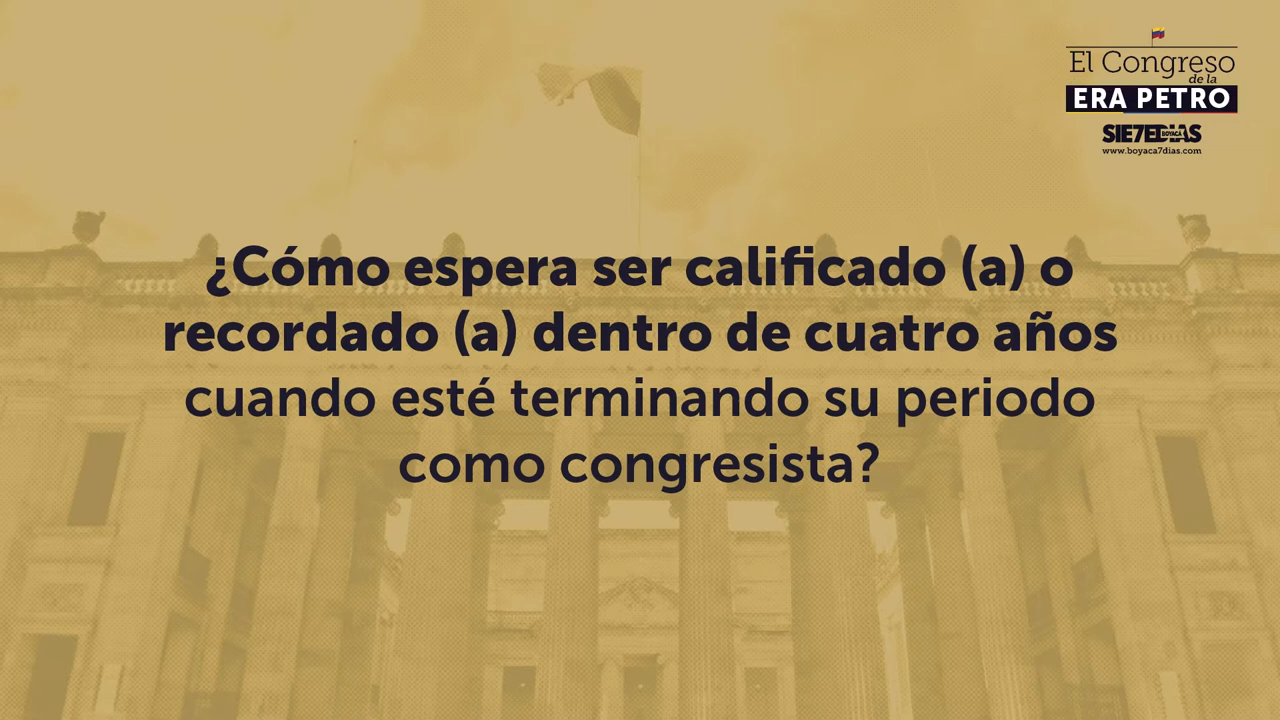 El Congreso
de la
ERA PETRO
SIE7EDIAS
BOYACÁ
www.boyaca7dias.com
¿Cómo espera ser calificado (a) o
recordado (a) dentro de cuatro años
cuando esté terminando su periodo
como congresista?